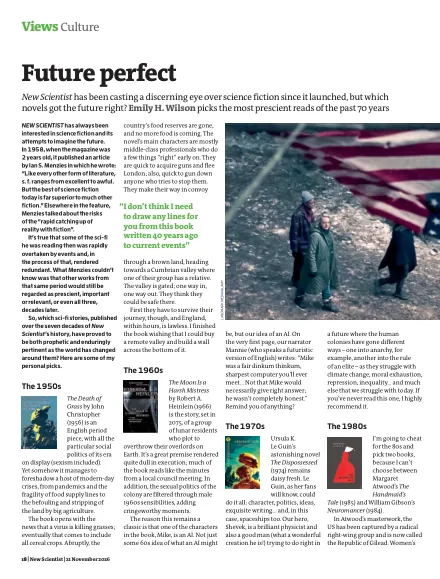 Views Culture
Future perfect
New Scientist has been casting a discerning eye over science fiction since it launched, but which
novels got the future right? Emily H. Wilson picks the most prescient reads of the past 70 years
NEW SCIENTIST has always been
interested in science fiction and its
attempts to imagine the future.
In 1958, when the magazine was
2 years old, it published an article
by Ian S. Menzies in which he wrote:
"Like every other form of literature,
s. f. ranges from excellent to awful.
But the best of science fiction
today is far superior to much other
fiction." Elsewhere in the feature,
Menzies talked about the risks
of the "rapid catching up of
reality with fiction".
It's true that some of the sci-fi
he was reading then was rapidly
overtaken by events and, in
the process of that, rendered
redundant. What Menzies couldn't
know was that other works from
that same period would still be
regarded as prescient, important
or relevant, or even all three,
decades later.
So, which sci-fi stories, published
over the seven decades of New
Scientist's history, have proved to
be both prophetic and enduringly
pertinent as the world has changed
around them? Here are some of my
personal picks.
The 1950s
The Death
of Grass by John
Christopher
(1956) is an
English period
piece, with all the
particular social
politics of its era
on display (sexism included).
Yet somehow it manages to
foreshadow a host of modern-day
crises, from pandemics and the
fragility of food supply lines to
the befouling and stripping of
the land by big agriculture.
The book opens with the
news that a virus is killing grasses;
eventually that comes to include
all cereal crops. Abruptly, the
country's food reserves are gone,
and no more food is coming. The
novel's main characters are mostly
middle-class professionals who do
a few things "right" early on. They
are quick to acquire guns and flee
London; also, quick to gun down
anyone who tries to stop them.
They make their way in convoy
"I don't think I need
to draw any lines for
you from this book
written 40 years ago
to current events"
through a brown land, heading
towards a Cumbrian valley where
one of their group has a relative.
The valley is gated; one way in,
one way out. They think they
could be safe there.
First they have to survive their
journey, though, and England,
within hours, is lawless. I finished
the book wishing that I could buy
a remote valley and build a wall
across the bottom of it.
The 1960s
The Moon Is a
Harsh Mistress
by Robert A.
Heinlein (1966)
is the story, set in
2075, of a group
of lunar residents
who plot to
overthrow their overlords on
Earth. It's a great premise rendered
quite dull in execution; much of
the book reads like the minutes
from a local council meeting. In
addition, the sexual politics of the
colony are filtered through male
1960s sensibilities, adding
cringeworthy moments.
The reason this remains a
classic is that one of the characters
in the book, Mike, is an AI. Not just
some 60s idea of what an AI might
be, but our idea of an AI. On
the very first page, our narrator
Mannie (who speaks a futuristic
version of English) writes: "Mike
was a fair dinkum thinkum,
sharpest computer you'll ever
meet... Not that Mike would
necessarily give right answer;
he wasn't completely honest."
Remind you of anything?
The 1970s
Ursula K.
Le Guin's
astonishing novel
The Dispossessed
(1974) remains
daisy fresh. Le
Guin, as her fans
will know, could
do it all: character, politics, ideas,
exquisite writing... and, in this
case, spaceships too. Our hero,
Shevek, is a brilliant physicist and
also a good man (what a wonderful
creation he is!) trying to do right in
a future where the human
colonies have gone different
ways – one into anarchy, for
example, another into the rule
of an elite – as they struggle with
climate change, moral exhaustion,
repression, inequality... and much
else that we struggle with today. If
you've never read this one, I highly
recommend it.
The 1980s
I'm going to cheat
for the 80s and
pick two books,
because I can't
choose between
Margaret
Atwood's The
Handmaid's
Tale (1985) and William Gibson's
Neuromancer (1984).
In Atwood's masterwork, the
US has been captured by a radical
right-wing group and is now called
the Republic of Gilead. Women's
18 | New Scientist | 21 November 2026